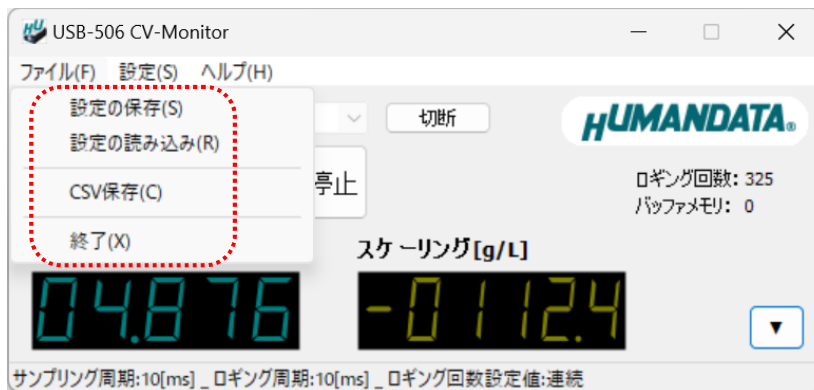 USB-506 CV-Monitor
ファイル(F) 設定(S) ヘルプ(H)
設定の保存(S)
設定の読み込み(R)
CSV保存(C)
終了(X)
切断
HUMANDATA®
停止
ロギング回数: 325
バッファメモリ: 0
スケーリング[g/L]
04.876
-0112.4
▼
サンプリング周期:10[ms] _ ロギング周期:10[ms] _ ロギング回数設定値:連続